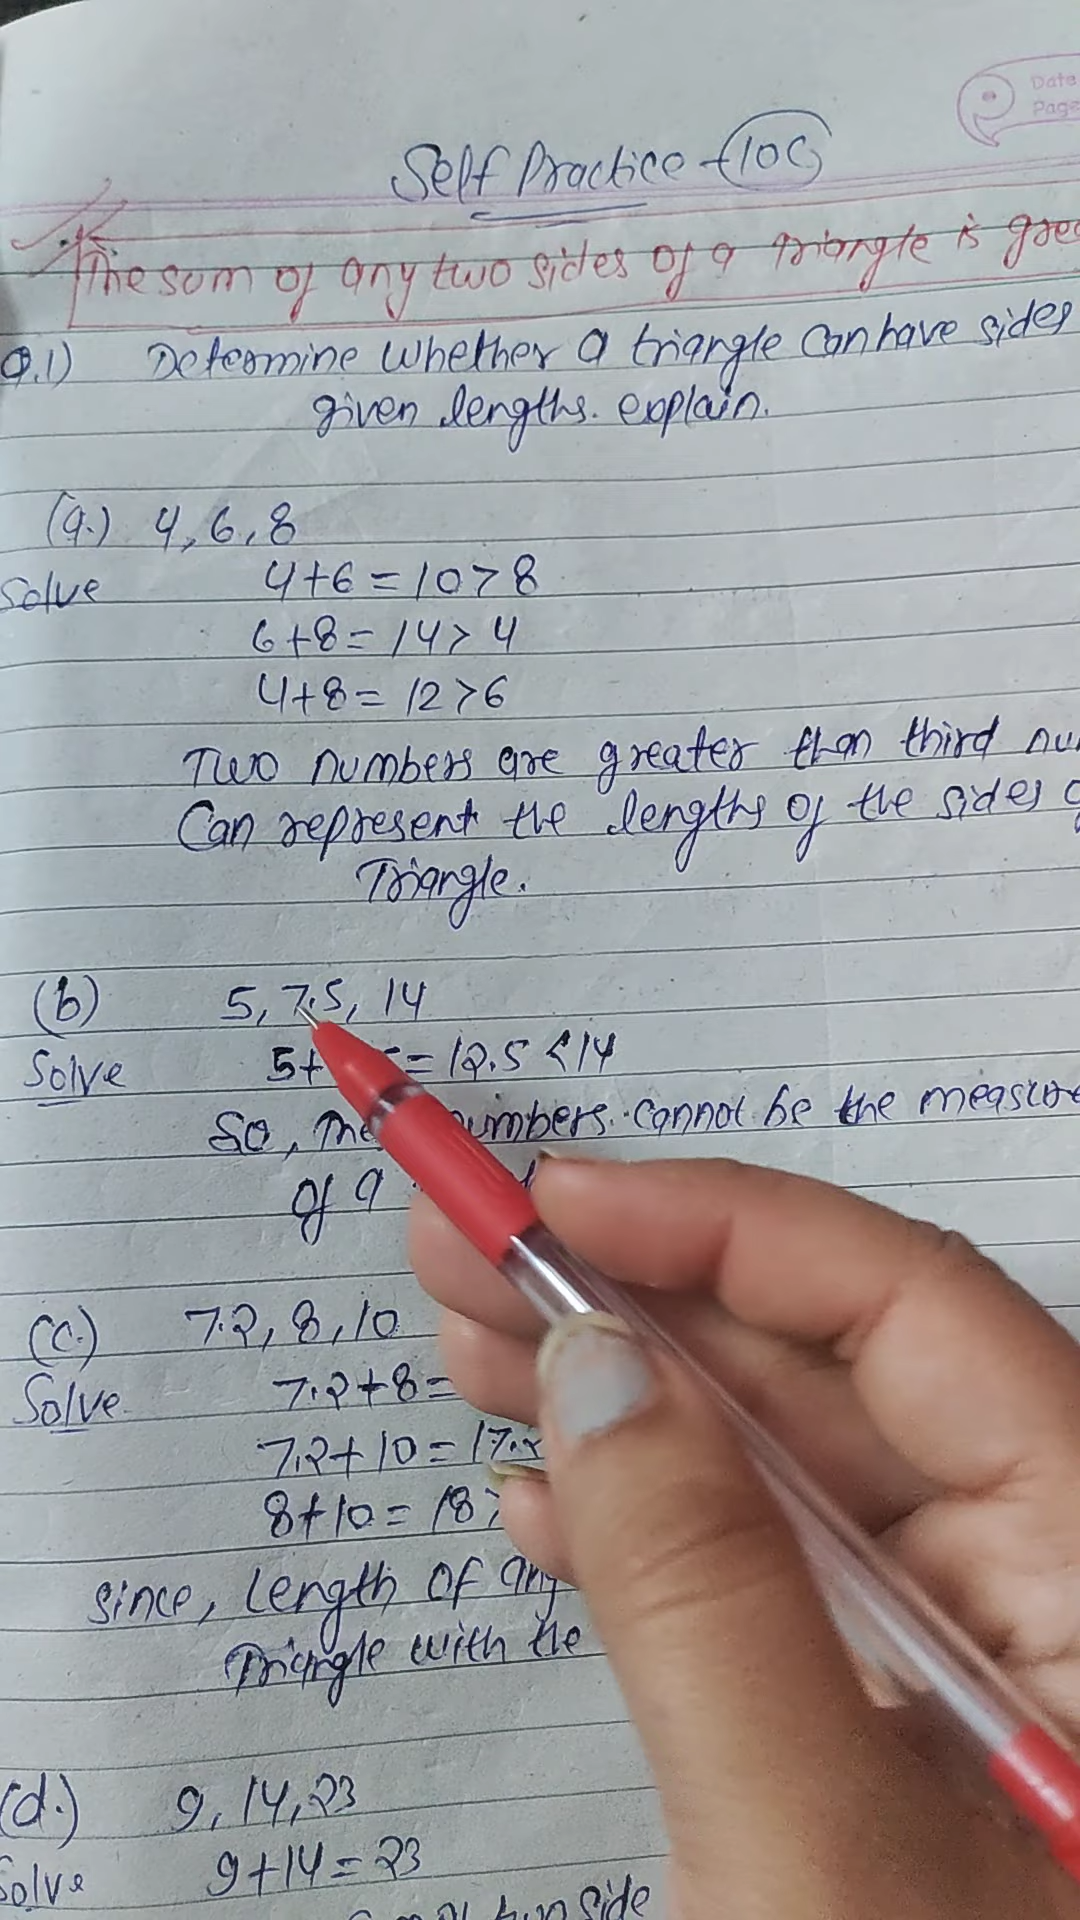 Date
Page
Self Practice - 10C
The sum of any two sides of a triangle is
Q.1) Determine whether a triangle can have sides
given lengths. explain.
(a.) 4, 6, 8
Solve 4+6 = 10 > 8
6+8 = 14 > 4
4+8 = 12 > 6
Two numbers are greater than third
Can represent the lengths of the sides
Triangle.
(b) 5, 7.5, 14
Solve 5+ = 12.5 < 14
So, cannot be the
of a
(c.) 7.2, 8, 10
Solve 7.2+8=
7.2+10 = 17.2
8+10 = 18 >
since, Length of any
Triangle with the
(d.) 9, 14, 23
Solve 9+14 = 23
side